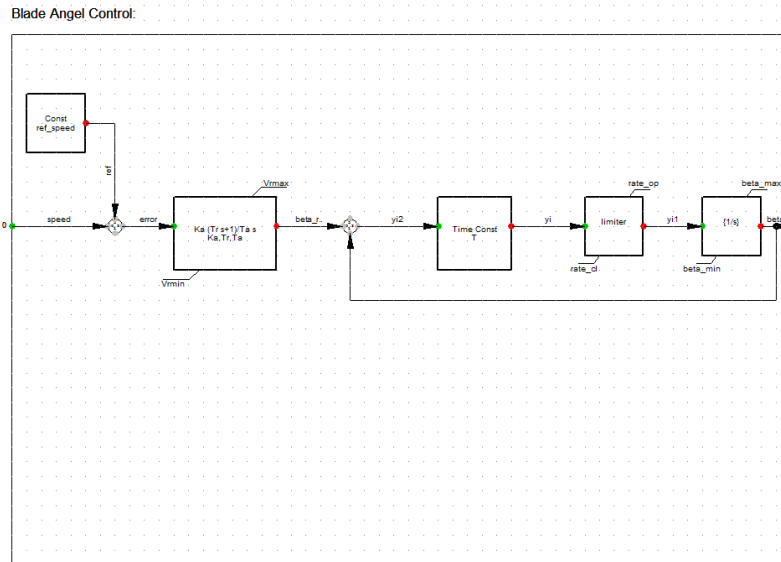 Blade Angel Control:
Const
ref_speed
ref
Vrmax
rate_op
beta_max
0
speed
error
Ka (Tr s+1)/Ta s
Ka,Tr,Ta
beta_r..
yi2
Time Const
T
yi
limiter
yi1
{1/s}
beta
Vrmin
rate_cl
beta_min